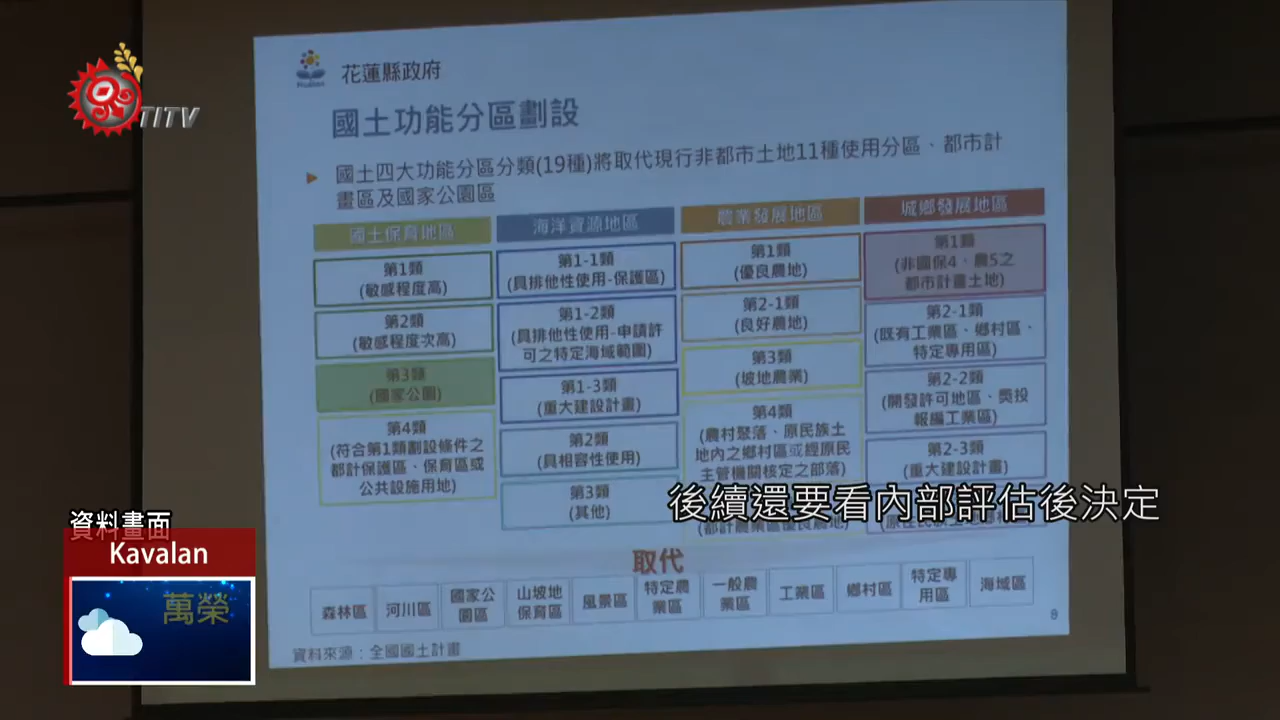 TITV
花蓮縣政府
國土功能分區劃設
國土四大功能分區分類(19種)將取代現行非都市土地11種使用分區、都市計
畫區及國家公園區
國土保育地區
第1類
(敏感程度高)
第2類
(敏感程度次高)
第3類
(國家公園)
第4類
(符合第1類劃設條件之
都計保護區、保育區或
公共設施用地)
海洋資源地區
第1-1類
(具排他性使用-保護區)
第1-2類
(具排他性使用-申請許
可之特定海域範圍)
第1-3類
(重大建設計畫)
第2類
(具相容性使用)
第3類
(其他)
農業發展地區
第1類
(優良農地)
第2-1類
(良好農地)
第3類
(坡地農業)
第4類
(農村聚落、原民族土
地內之鄉村區或經原民
主管機關核定之部落)
城鄉發展地區
第1類
(非國保4、農5之
都市計畫土地)
第2-1類
(既有工業區、鄉村區、
特定專用區)
第2-2類
(開發許可地區、獎投
報編工業區)
第2-3類
(重大建設計畫)
後續還要看內部評估後決定
取代
森林區
河川區
國家公
園區
山坡地
保育區
風景區
特定農
業區
一般農
業區
工業區
鄉村區
特定專
用區
海域區
9
資料來源：全國國土計畫
資料畫面
Kavalan
萬榮